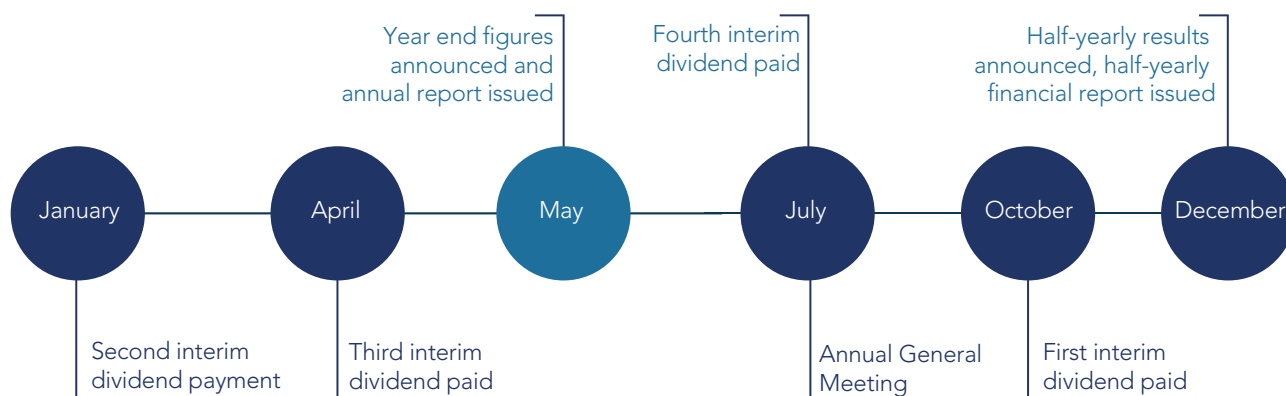 Year end figures
announced and
annual report issued
Fourth interim
dividend paid
Half-yearly results
announced, half-yearly
financial report issued
January
April
May
July
October
December
Second interim
dividend payment
Third interim
dividend paid
Annual General
Meeting
First interim
dividend paid